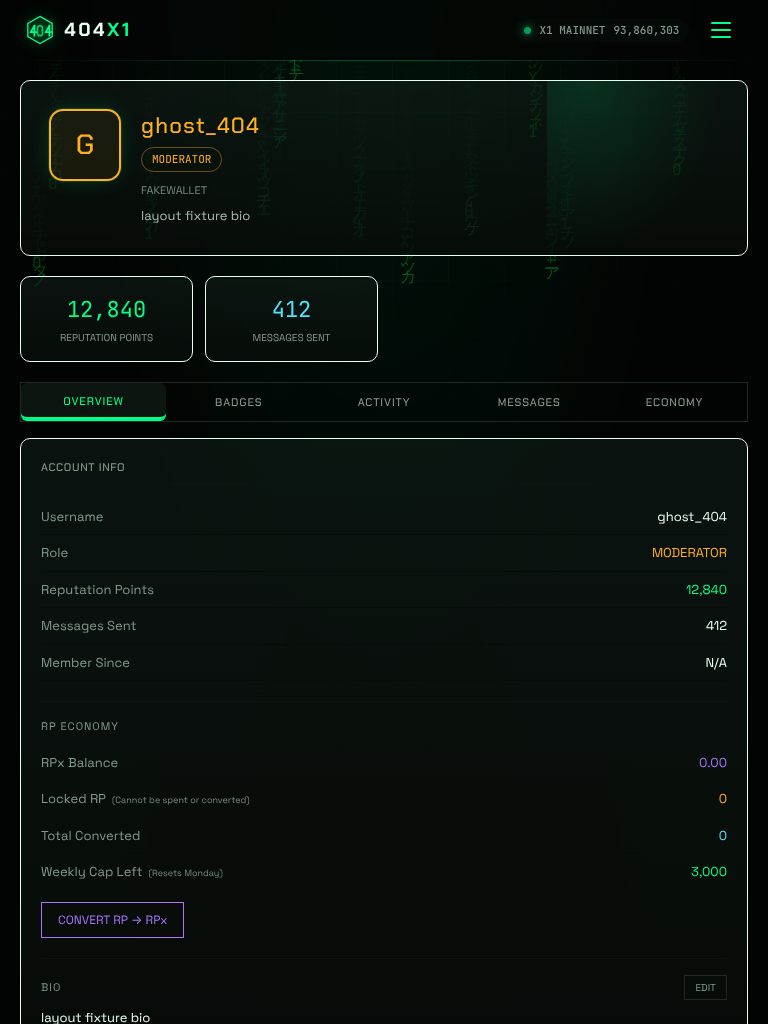 404 404X1
X1 MAINNET 93,860,303
G
ghost_404
MODERATOR
FAKEWALLET
layout fixture bio
12,840
REPUTATION POINTS
412
MESSAGES SENT
OVERVIEW BADGES ACTIVITY MESSAGES ECONOMY
ACCOUNT INFO
Username ghost_404
Role MODERATOR
Reputation Points 12,840
Messages Sent 412
Member Since N/A
RP ECONOMY
RPx Balance 0.00
Locked RP (Cannot be spent or converted) 0
Total Converted 0
Weekly Cap Left (Resets Monday) 3,000
CONVERT RP → RPx
BIO EDIT
layout fixture bio